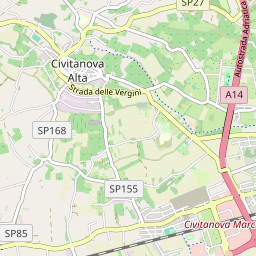 SP27
Civitanova
Alta
Strada delle Vergini
Autostrada Adriatica
A14
SP168
SP155
SP85
Civitanova Marc